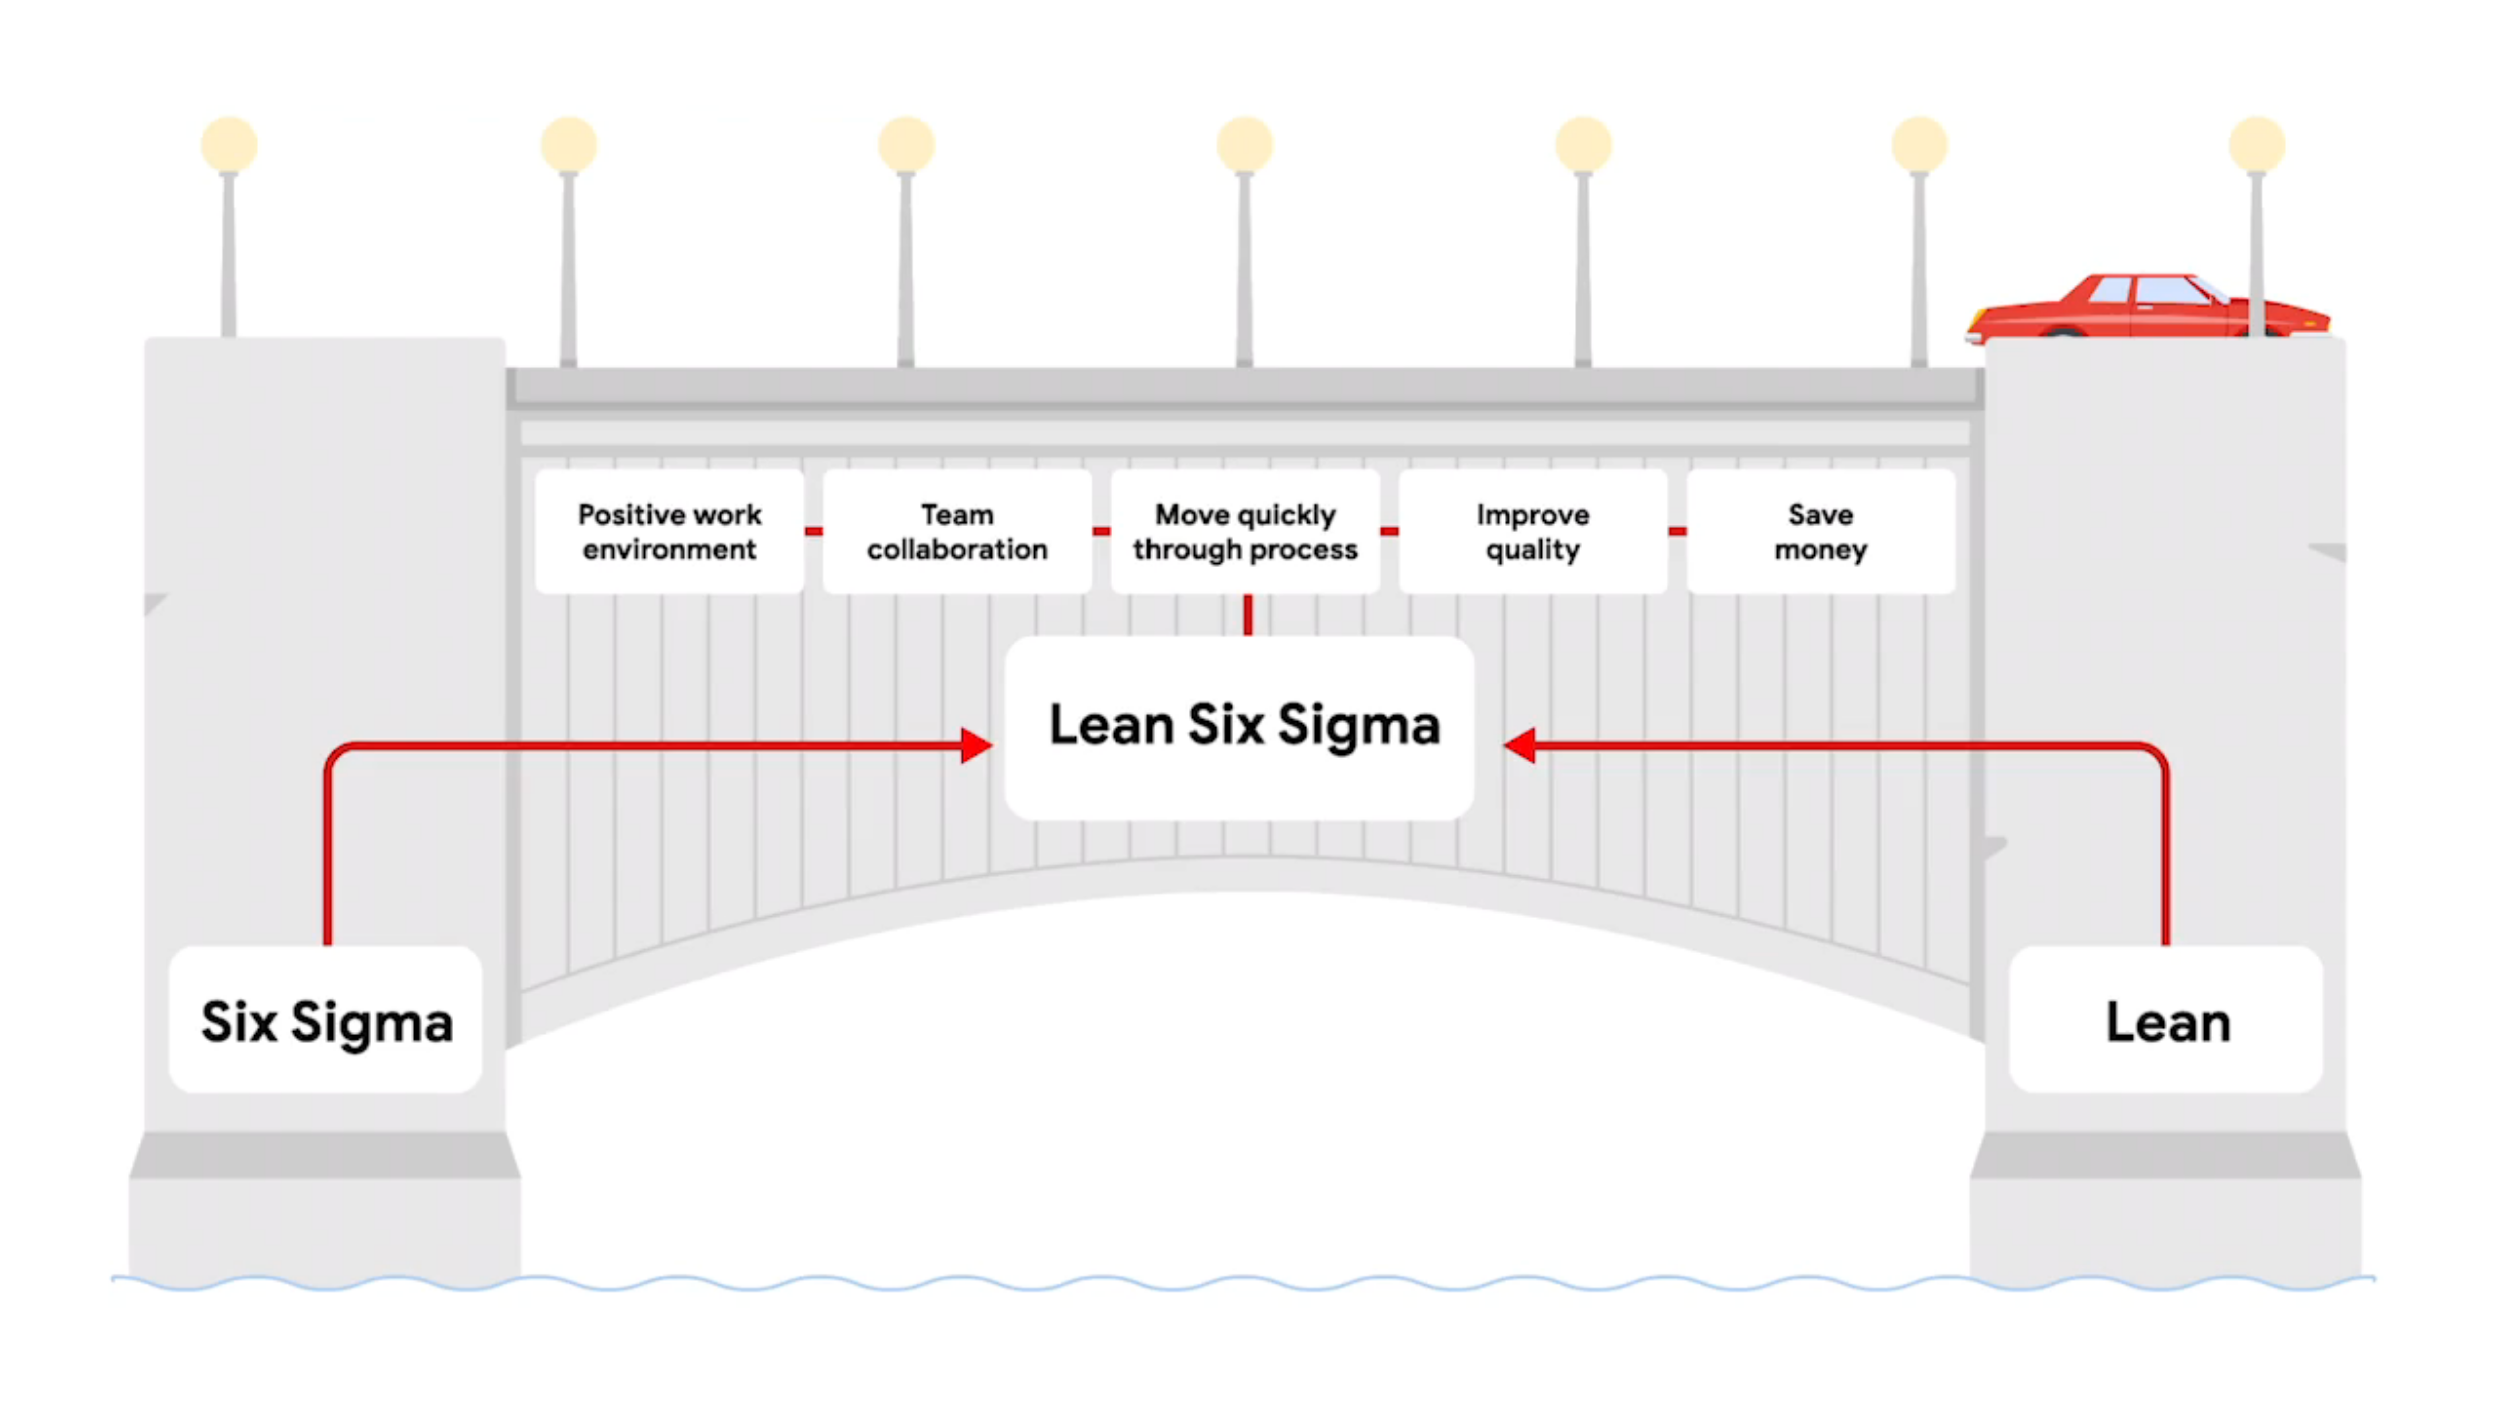 Positive work
environment
Team
collaboration
Move quickly
through process
Improve
quality
Save
money
Lean Six Sigma
Six Sigma
Lean